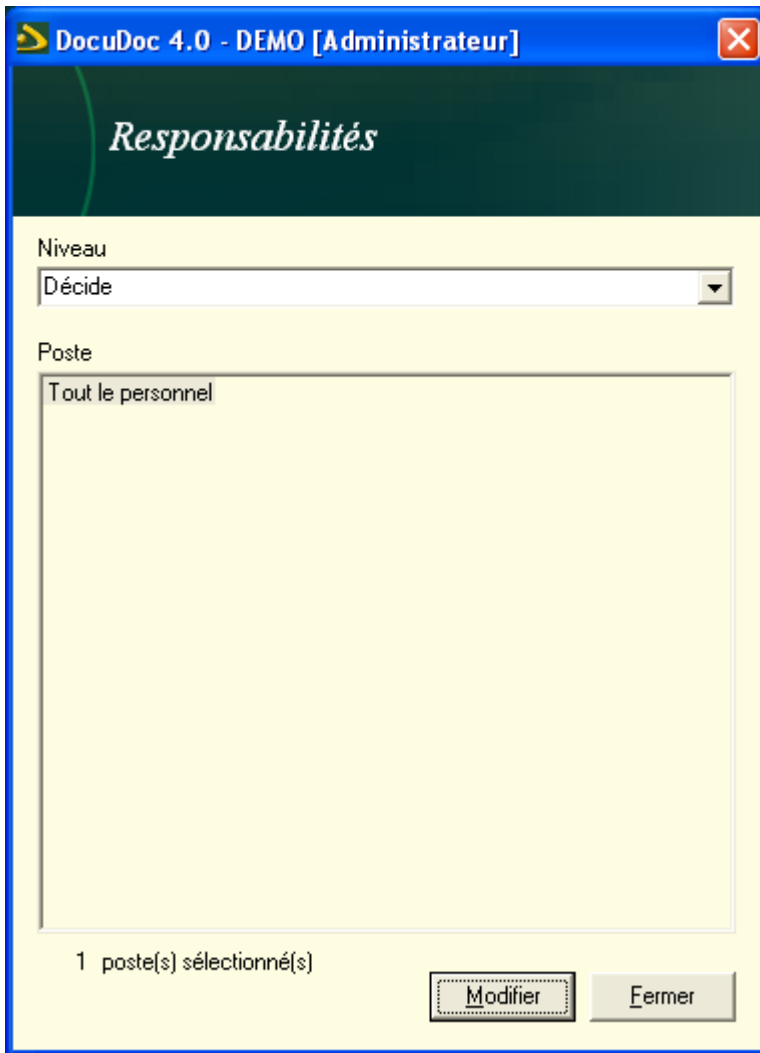 DocuDoc 4.0 - DEMO [Administrateur]
Responsabilités
Niveau
Décide
Poste
Tout le personnel
1 poste(s) sélectionné(s)
Modifier
Fermer